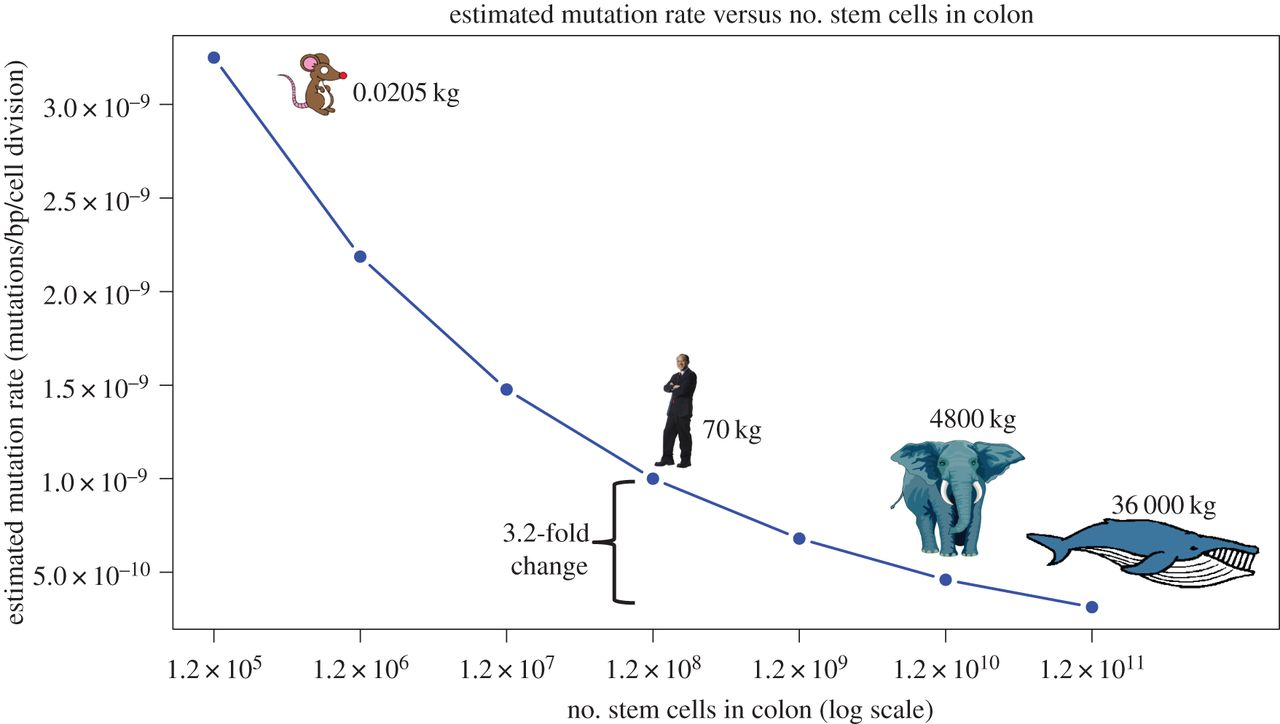 estimated mutation rate versus no. stem cells in colon
estimated mutation rate (mutations/bp/cell division)
3.0 × 10⁻⁹
2.5 × 10⁻⁹
2.0 × 10⁻⁹
1.5 × 10⁻⁹
1.0 × 10⁻⁹
5.0 × 10⁻¹⁰
0.0205 kg
70 kg
4800 kg
36 000 kg
3.2-fold
change
1.2 × 10⁵
1.2 × 10⁶
1.2 × 10⁷
1.2 × 10⁸
1.2 × 10⁹
1.2 × 10¹⁰
1.2 × 10¹¹
no. stem cells in colon (log scale)